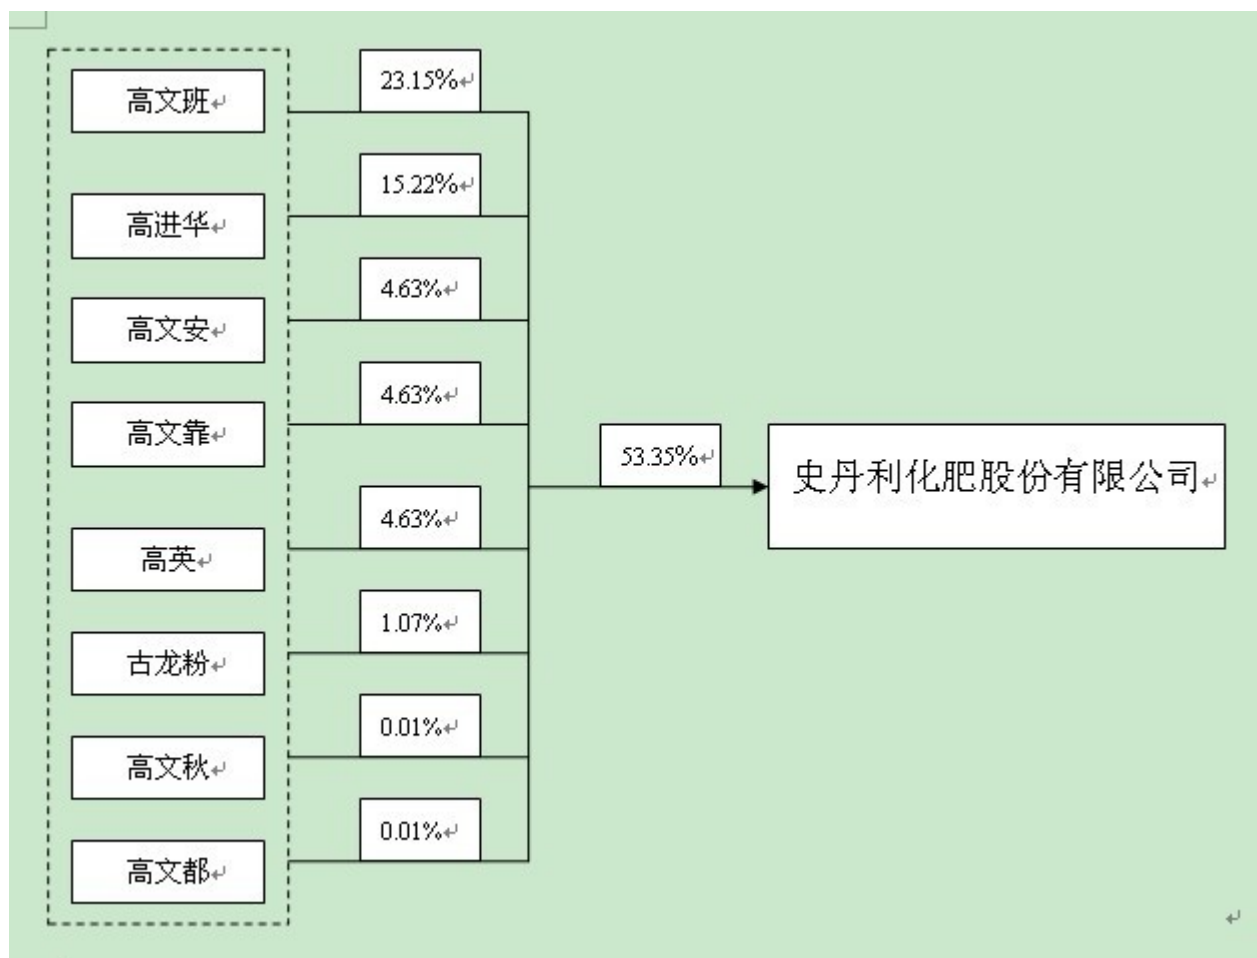 高文班
23.15%
高进华
15.22%
高文安
4.63%
高文靠
4.63%
高英
4.63%
古龙粉
1.07%
高文秋
0.01%
高文都
0.01%
53.35%
史丹利化肥股份有限公司